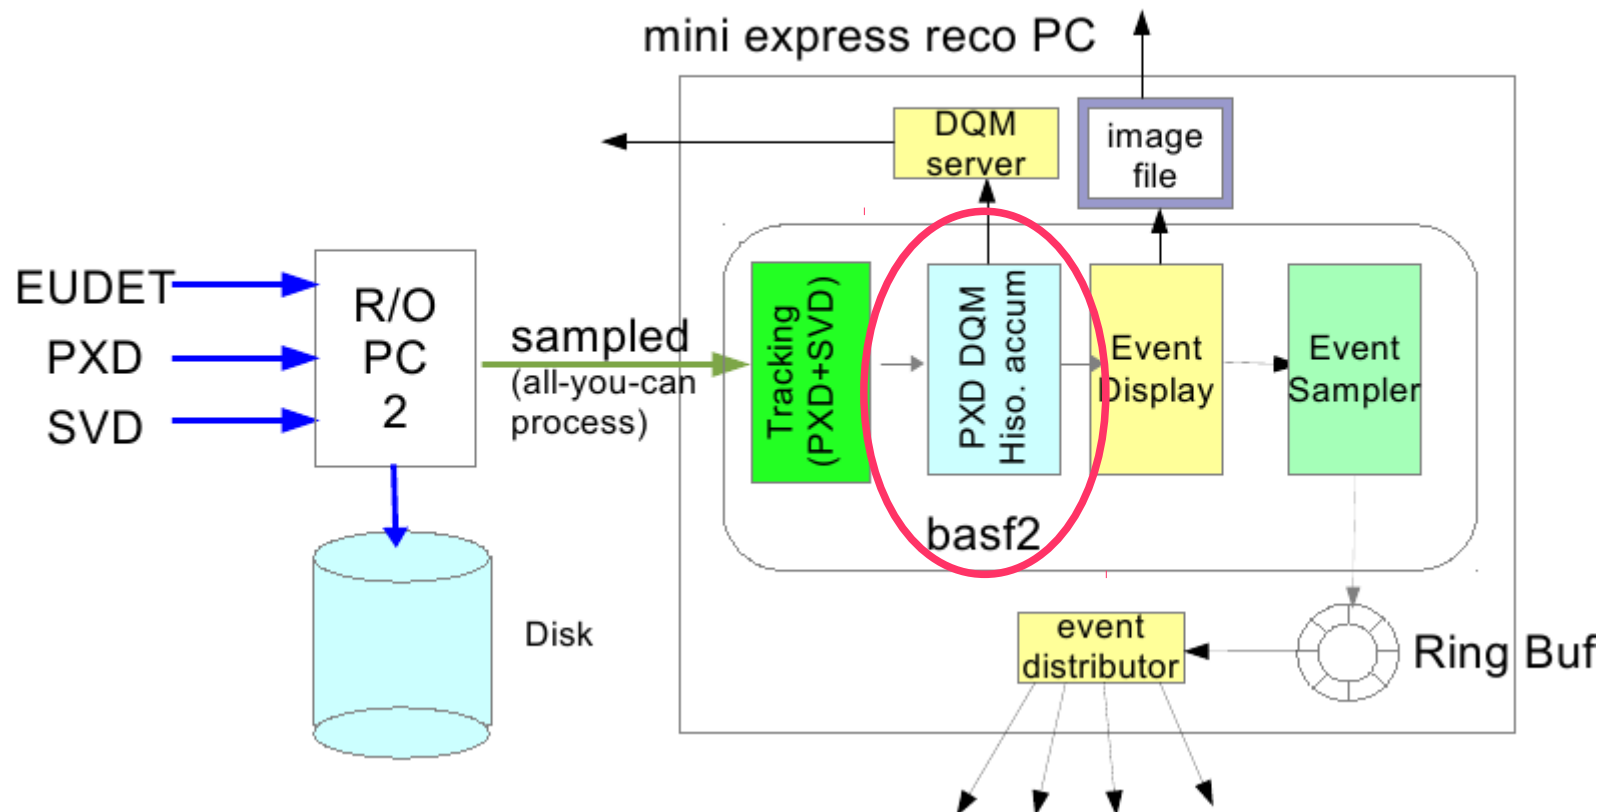 mini express reco PC
DQM
server
image
file
EUDET
PXD
SVD
R/O
PC
2
sampled
(all-you-can
process)
Tracking
(PXD+SVD)
PXD DQM
Hiso. accum
Event
Display
Event
Sampler
basf2
Disk
event
distributor
Ring Buf